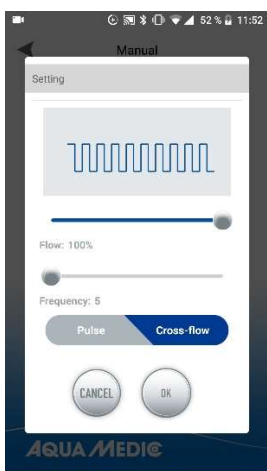 52 % 11:52
Manual
Setting
Flow: 100%
Frequency: 5
Pulse Cross-flow
CANCEL OK
AQUA MEDIC